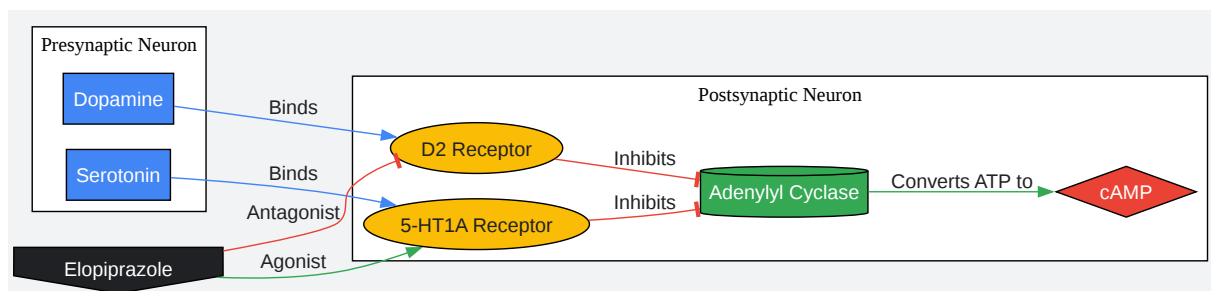 Presynaptic Neuron
Dopamine
Serotonin
Binds
Binds
Antagonist
Agonist
Elopiprazole
Postsynaptic Neuron
D2 Receptor
5-HT1A Receptor
Inhibits
Inhibits
Adenylyl Cyclase
Converts ATP to
cAMP